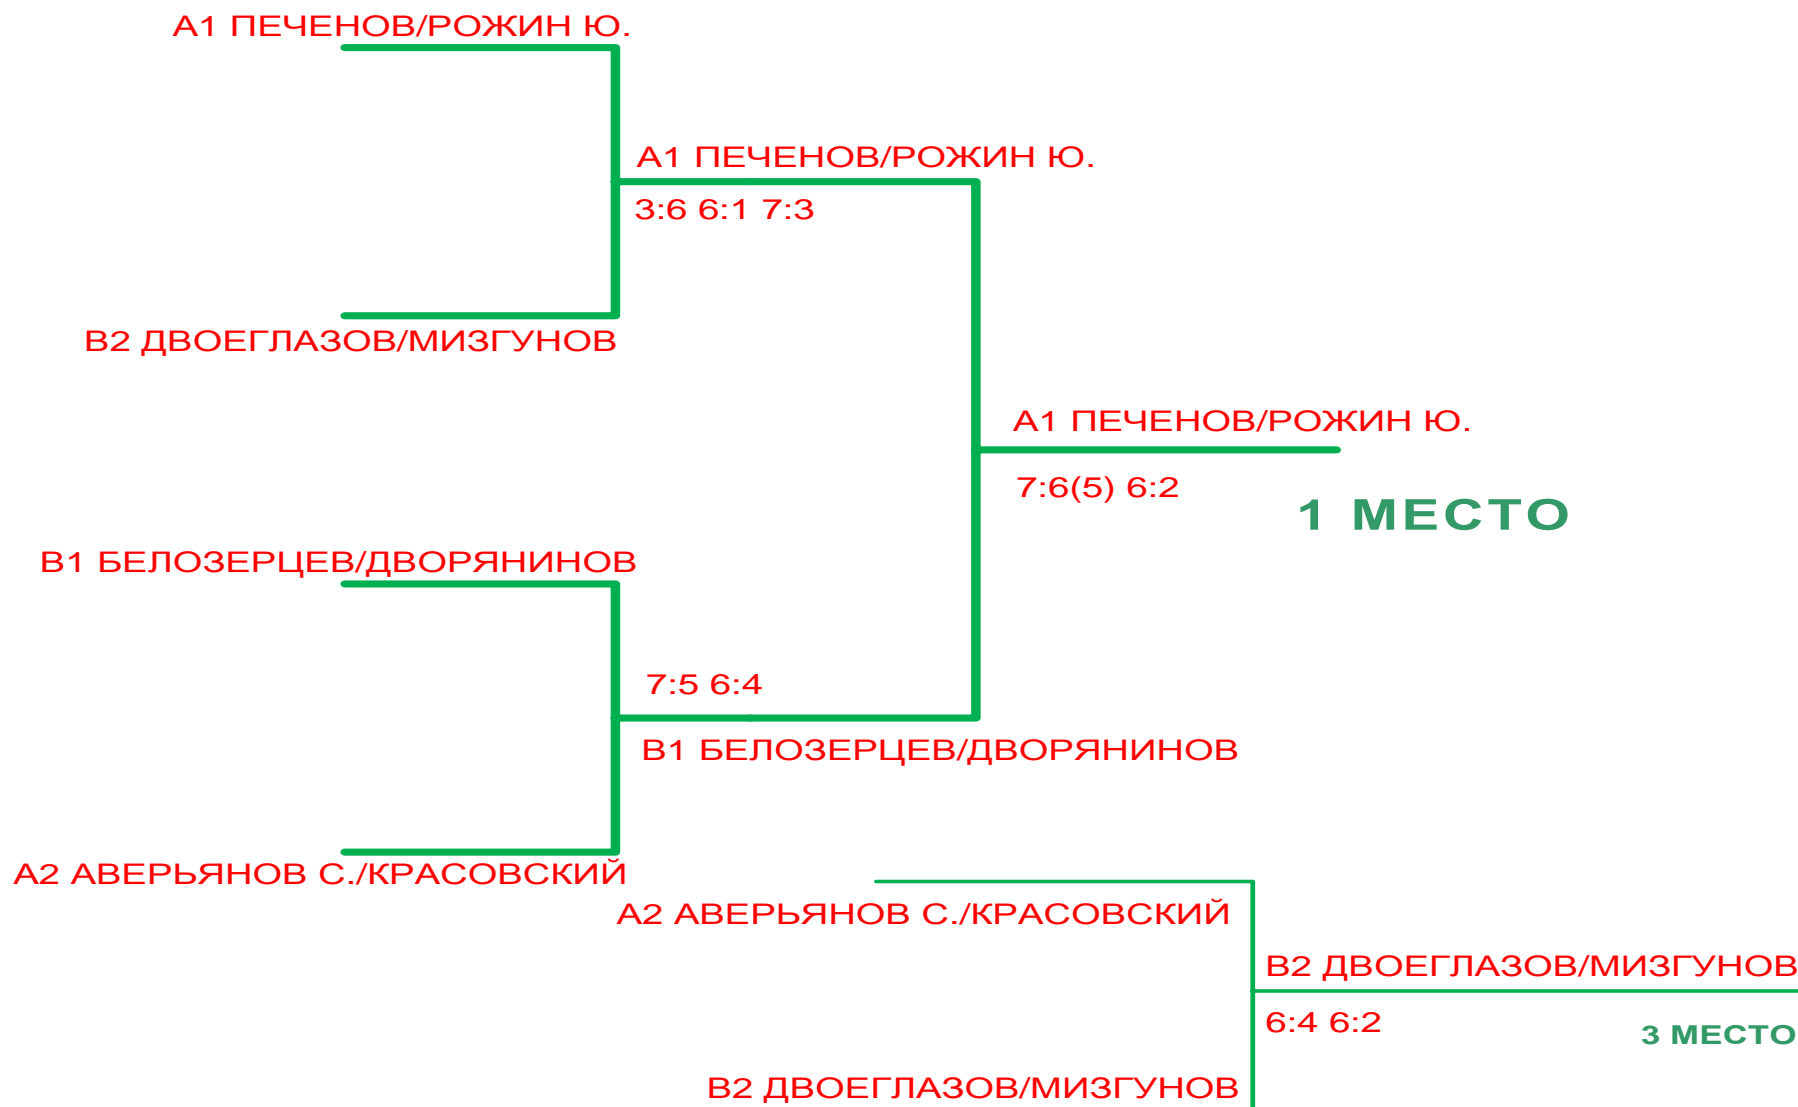 А1 ПЕЧЕНОВ/РОЖИН Ю.
А1 ПЕЧЕНОВ/РОЖИН Ю.
3:6 6:1 7:3
В2 ДВОЕГЛАЗОВ/МИЗГУНОВ
А1 ПЕЧЕНОВ/РОЖИН Ю.
7:6(5) 6:2
1 МЕСТО
В1 БЕЛОЗЕРЦЕВ/ДВОРЯНИНОВ
7:5 6:4
В1 БЕЛОЗЕРЦЕВ/ДВОРЯНИНОВ
А2 АВЕРЬЯНОВ С./КРАСОВСКИЙ
А2 АВЕРЬЯНОВ С./КРАСОВСКИЙ
В2 ДВОЕГЛАЗОВ/МИЗГУНОВ
6:4 6:2
3 МЕСТО
В2 ДВОЕГЛАЗОВ/МИЗГУНОВ